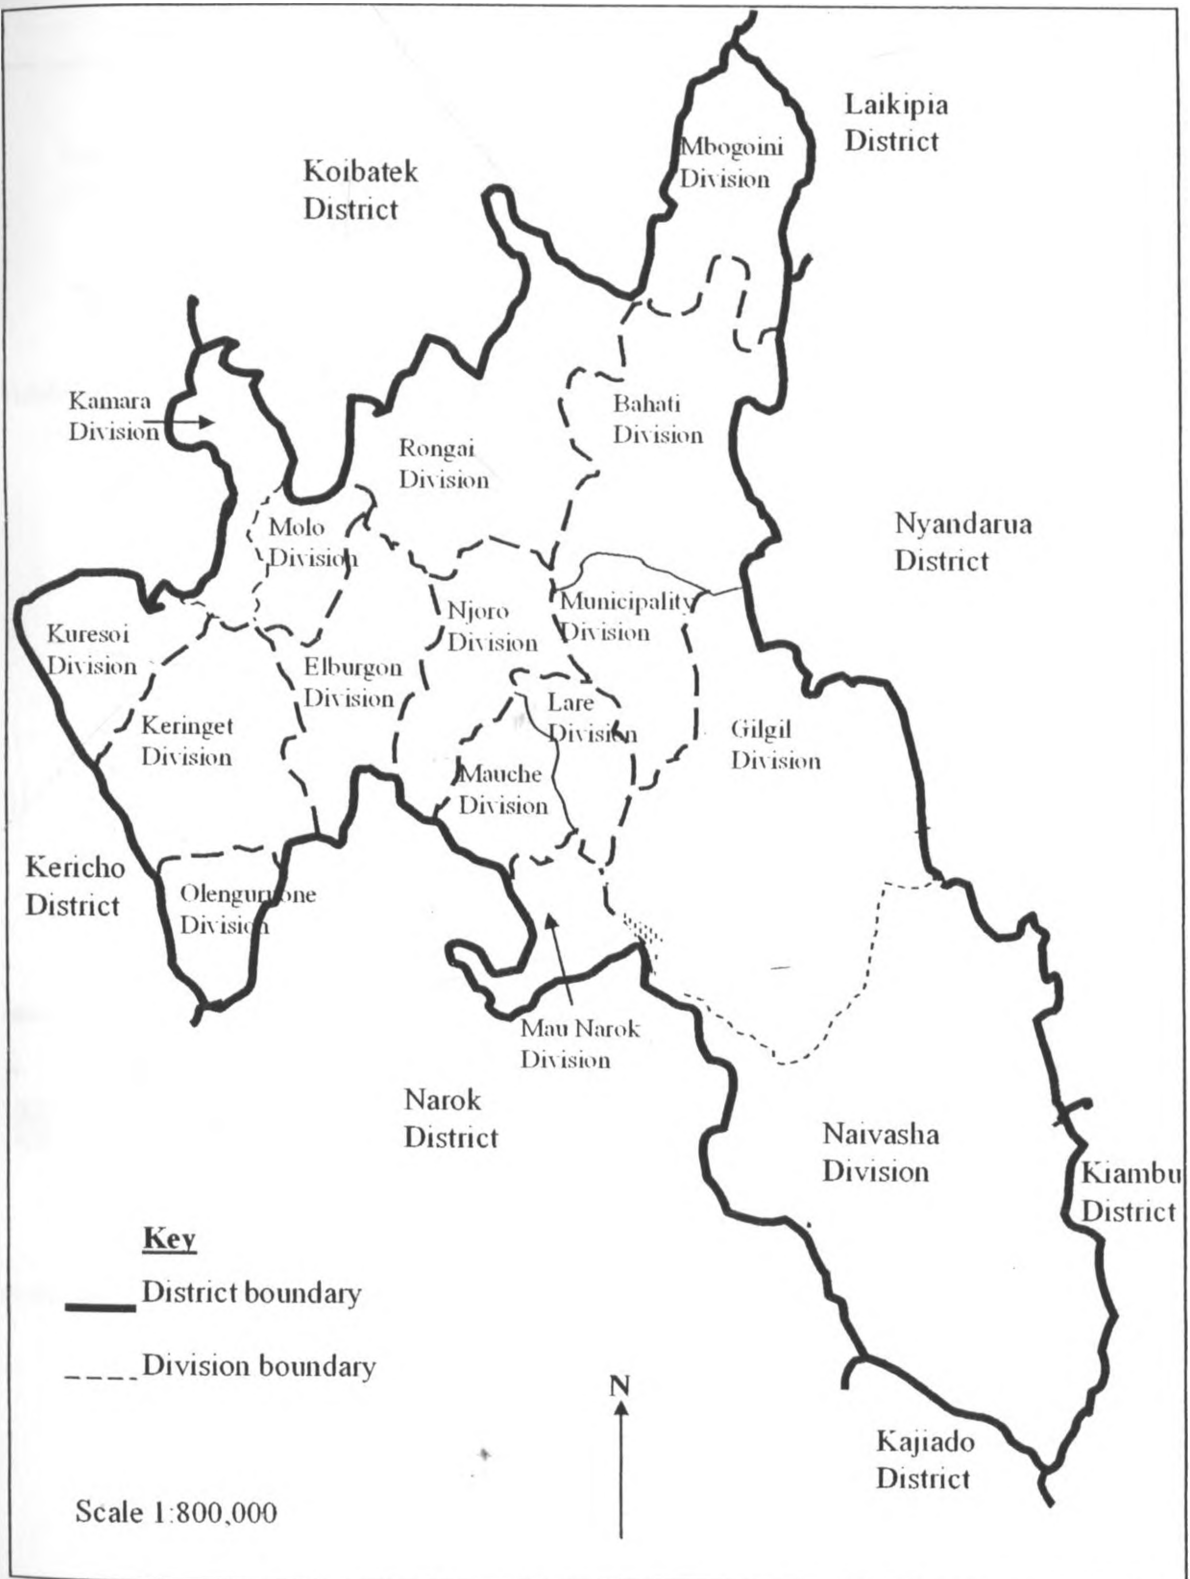 Laikipia
District
Mbogoini
Division
Koibatek
District
Kamara
Division
Bahati
Division
Rongai
Division
Molo
Division
Nyandarua
District
Municipality
Division
Njoro
Division
Kuresoi
Division
Elburgon
Division
Lare
Division
Keringet
Division
Gilgil
Division
Mauche
Division
Kericho
District
Olenguruone
Division
Mau Narok
Division
Narok
District
Naivasha
Division
Kiambu
District
Key
District boundary
Division boundary
N
Kajiado
District
Scale 1:800,000